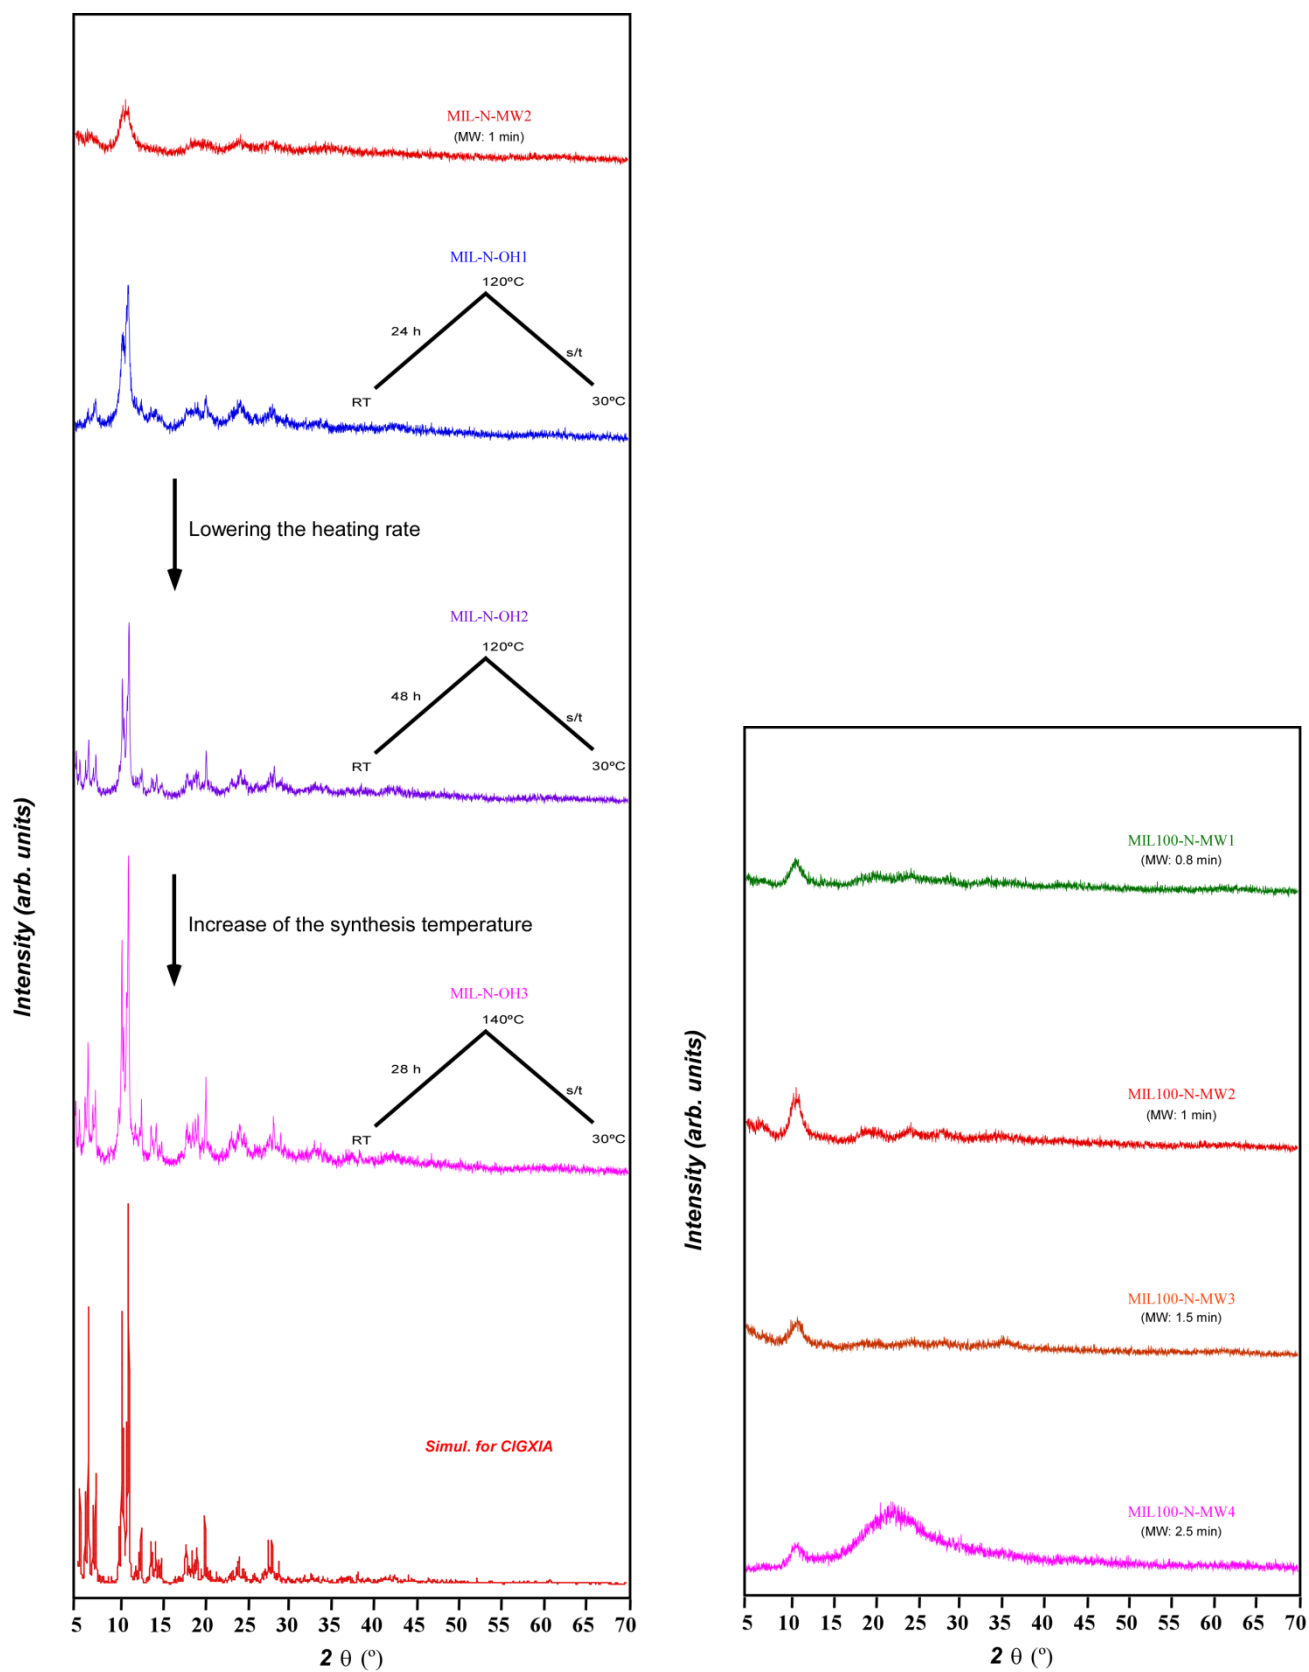 MIL-N-MW2
(MW: 1 min)
MIL-N-OH1
120ºC
24 h
s/t
RT
30ºC
Lowering the heating rate
MIL-N-OH2
120ºC
48 h
s/t
RT
30ºC
Increase of the synthesis temperature
MIL-N-OH3
140ºC
28 h
s/t
RT
30ºC
Simul. for CIGXIA
Intensity (arb. units)
5 10 15 20 25 30 35 40 45 50 55 60 65 70
2 θ (º)
MIL100-N-MW1
(MW: 0.8 min)
MIL100-N-MW2
(MW: 1 min)
MIL100-N-MW3
(MW: 1.5 min)
MIL100-N-MW4
(MW: 2.5 min)
Intensity (arb. units)
5 10 15 20 25 30 35 40 45 50 55 60 65 70
2 θ (º)